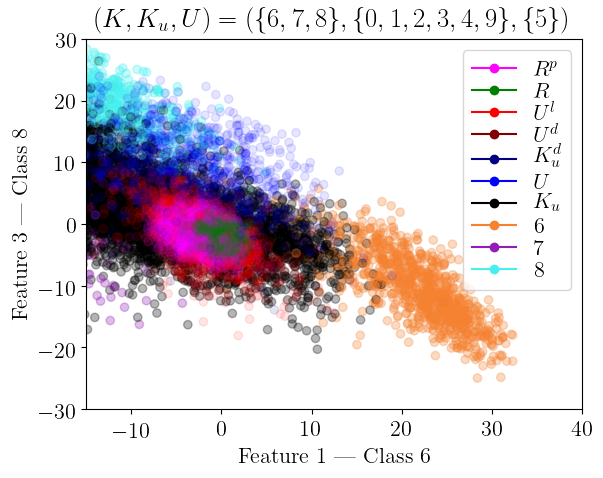 (K, K_u, U) = ({6, 7, 8}, {0, 1, 2, 3, 4, 9}, {5})
30
20
10
0
−10
−20
−30
−10
0
10
20
30
40
Feature 3 — Class 8
Feature 1 — Class 6
R^p
R
U^l
U^d
K_u^d
U
K_u
6
7
8